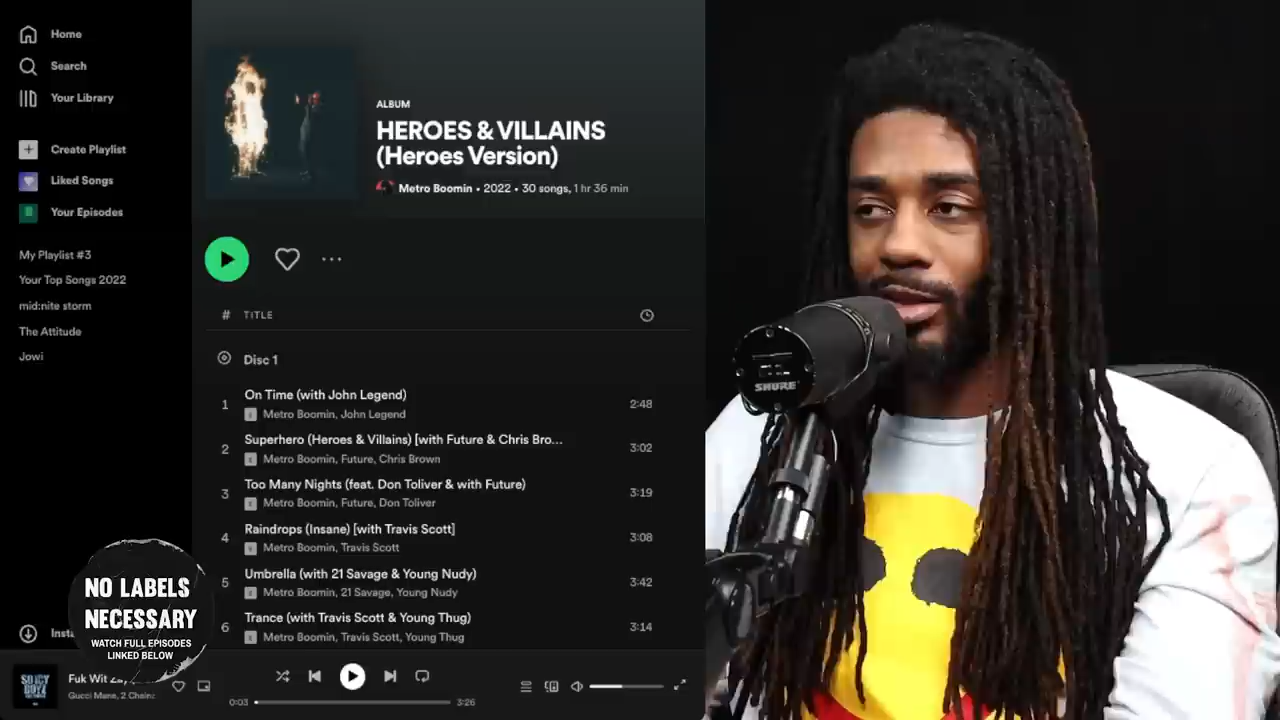 Home
Search
Your Library
Create Playlist
Liked Songs
Your Episodes
My Playlist #3
Your Top Songs 2022
mid:nite storm
The Attitude
Jowi
ALBUM
HEROES & VILLAINS
(Heroes Version)
Metro Boomin • 2022 • 30 songs, 1 hr 36 min
# TITLE
Disc 1
1 On Time (with John Legend) 2:48
E Metro Boomin, John Legend
2 Superhero (Heroes & Villains) [with Future & Chris Bro... 3:02
E Metro Boomin, Future, Chris Brown
3 Too Many Nights (feat. Don Toliver & with Future) 3:19
E Metro Boomin, Future, Don Toliver
4 Raindrops (Insane) [with Travis Scott] 3:08
E Metro Boomin, Travis Scott
5 Umbrella (with 21 Savage & Young Nudy) 3:42
E Metro Boomin, 21 Savage, Young Nudy
6 Trance (with Travis Scott & Young Thug) 3:14
E Metro Boomin, Travis Scott, Young Thug
NO LABELS
NECESSARY
WATCH FULL EPISODES
LINKED BELOW
Fuk Wit
Gucci Mane, 2 Chainz
0:03 3:26
SHURE